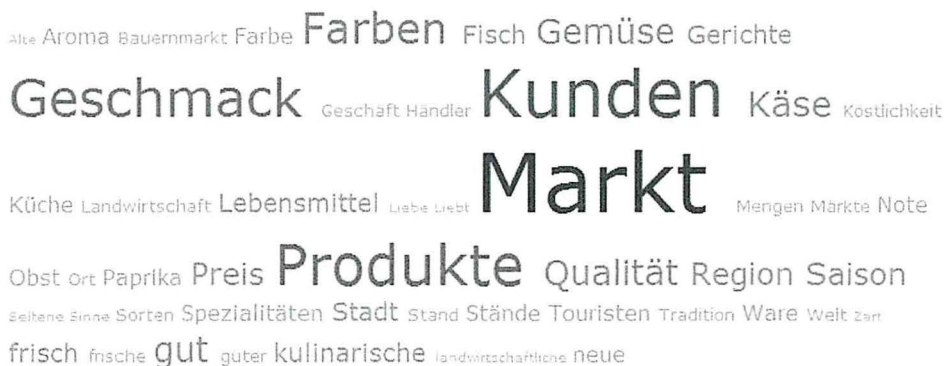 Alte Aroma Bauernmarkt Farbe Farben Fisch Gemüse Gerichte
Geschmack Geschäft Händler Kunden Käse Köstlichkeit
Küche Landwirtschaft Lebensmittel Liebe Liebt Markt Mengen Märkte Note
Obst Ort Paprika Preis Produkte Qualität Region Saison
Seltene Sinne Sorten Spezialitäten Stadt Stand Stände Touristen Tradition Ware Welt Zart
frisch frische gut guter kulinarische landwirtschaftliche neue